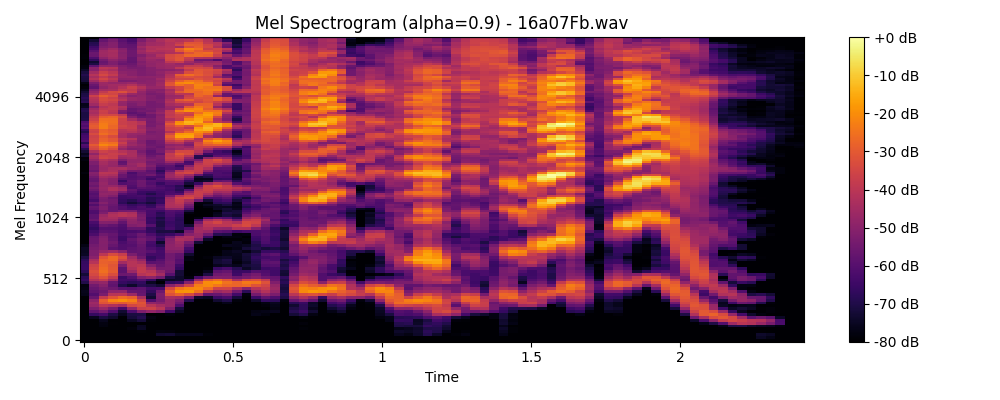 Mel Spectrogram (alpha=0.9) - 16a07Fb.wav
Mel Frequency
4096
2048
1024
512
0
0
0.5
1
1.5
2
Time
+0 dB
-10 dB
-20 dB
-30 dB
-40 dB
-50 dB
-60 dB
-70 dB
-80 dB